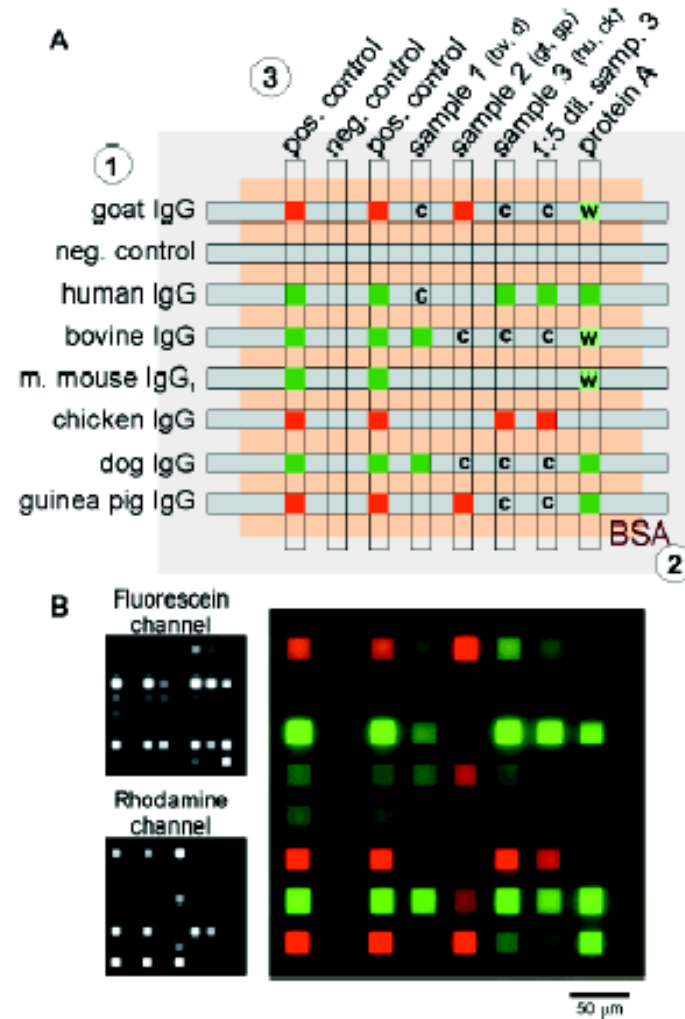 A
3
pos. control
neg. control
pos. control
sample 1 (bv, d)
sample 2 (gt, gp)
sample 3 (hu, ck)
1:5 dil. samp. 3
protein A
1
goat IgG
c
c
c
w
neg. control
human IgG
c
bovine IgG
c
c
c
w
m. mouse IgG₁
w
chicken IgG
dog IgG
c
c
c
guinea pig IgG
c
c
BSA
2
B
Fluorescein
channel
Rhodamine
channel
50 µm